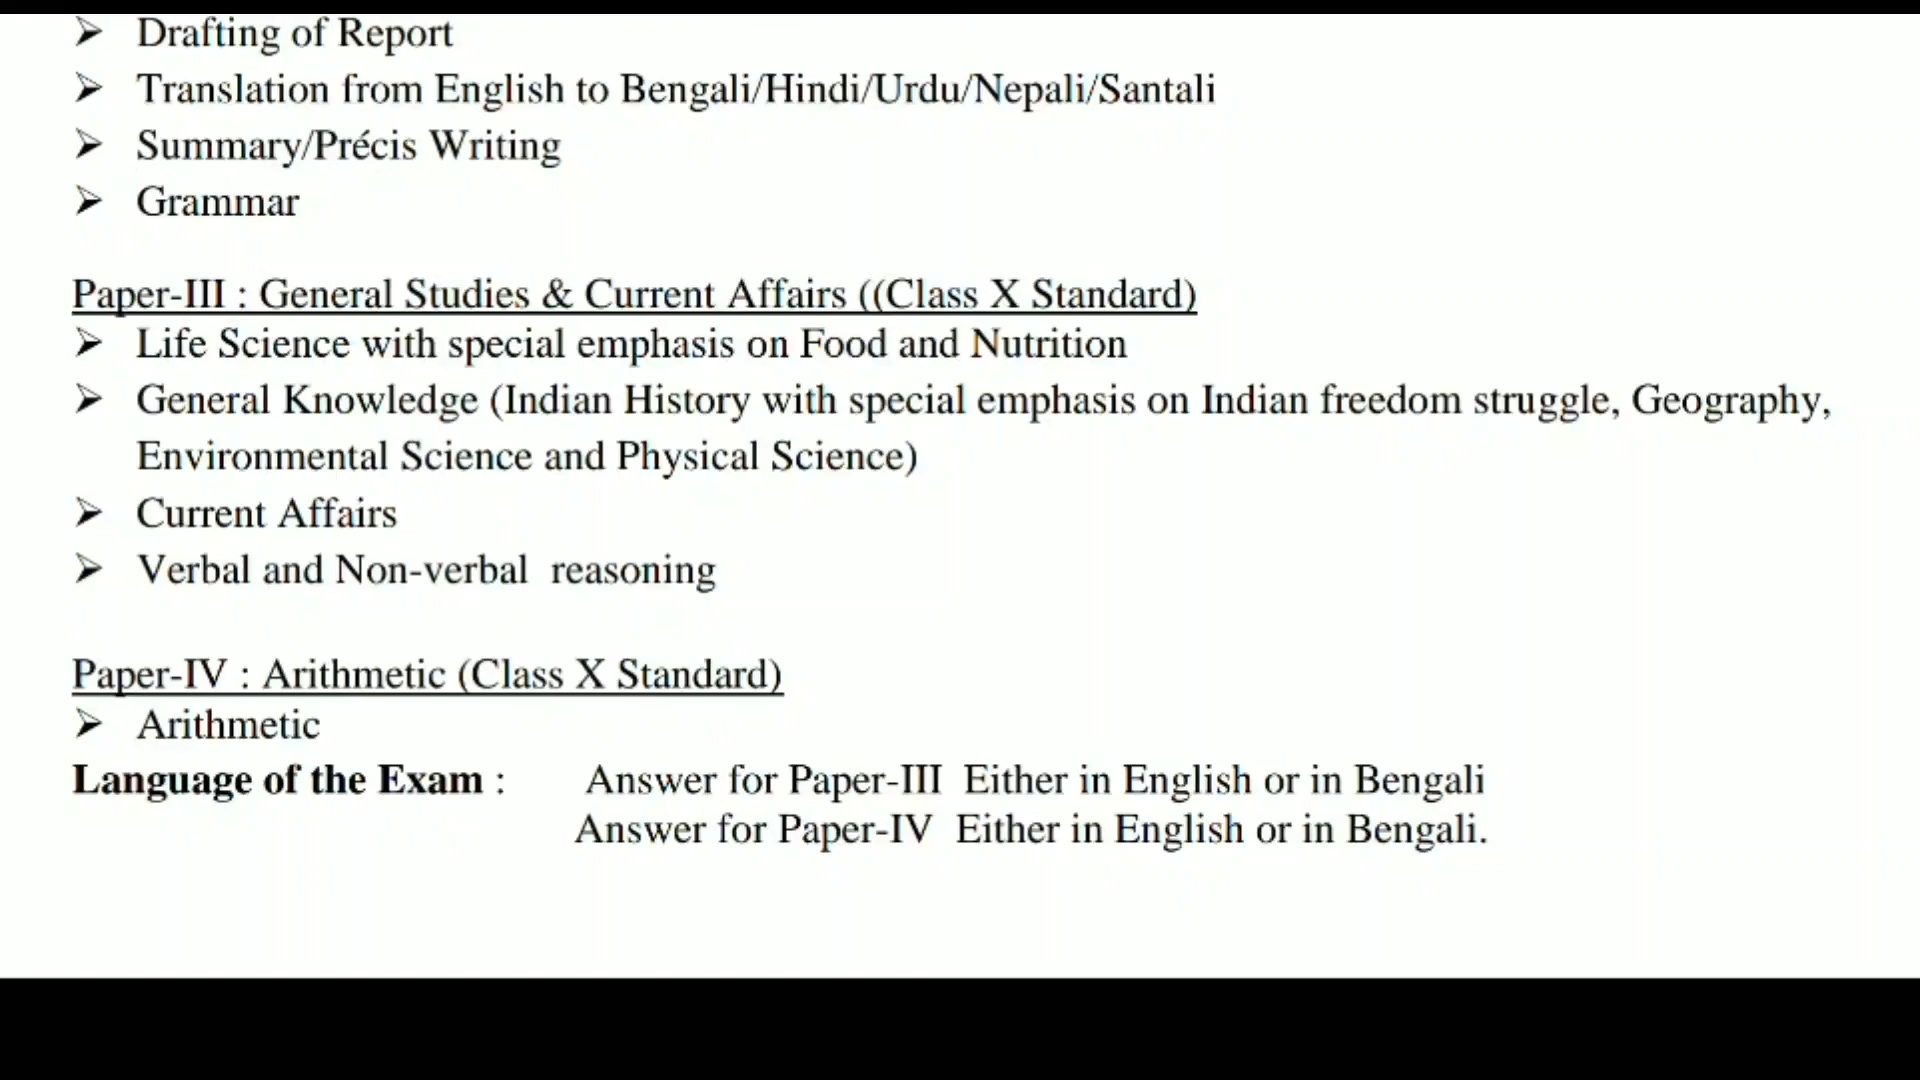 ➢ Drafting of Report
➢ Translation from English to Bengali/Hindi/Urdu/Nepali/Santali
➢ Summary/Précis Writing
➢ Grammar
Paper-III : General Studies & Current Affairs ((Class X Standard)
➢ Life Science with special emphasis on Food and Nutrition
➢ General Knowledge (Indian History with special emphasis on Indian freedom struggle, Geography,
Environmental Science and Physical Science)
➢ Current Affairs
➢ Verbal and Non-verbal reasoning
Paper-IV : Arithmetic (Class X Standard)
➢ Arithmetic
Language of the Exam : Answer for Paper-III Either in English or in Bengali
Answer for Paper-IV Either in English or in Bengali.